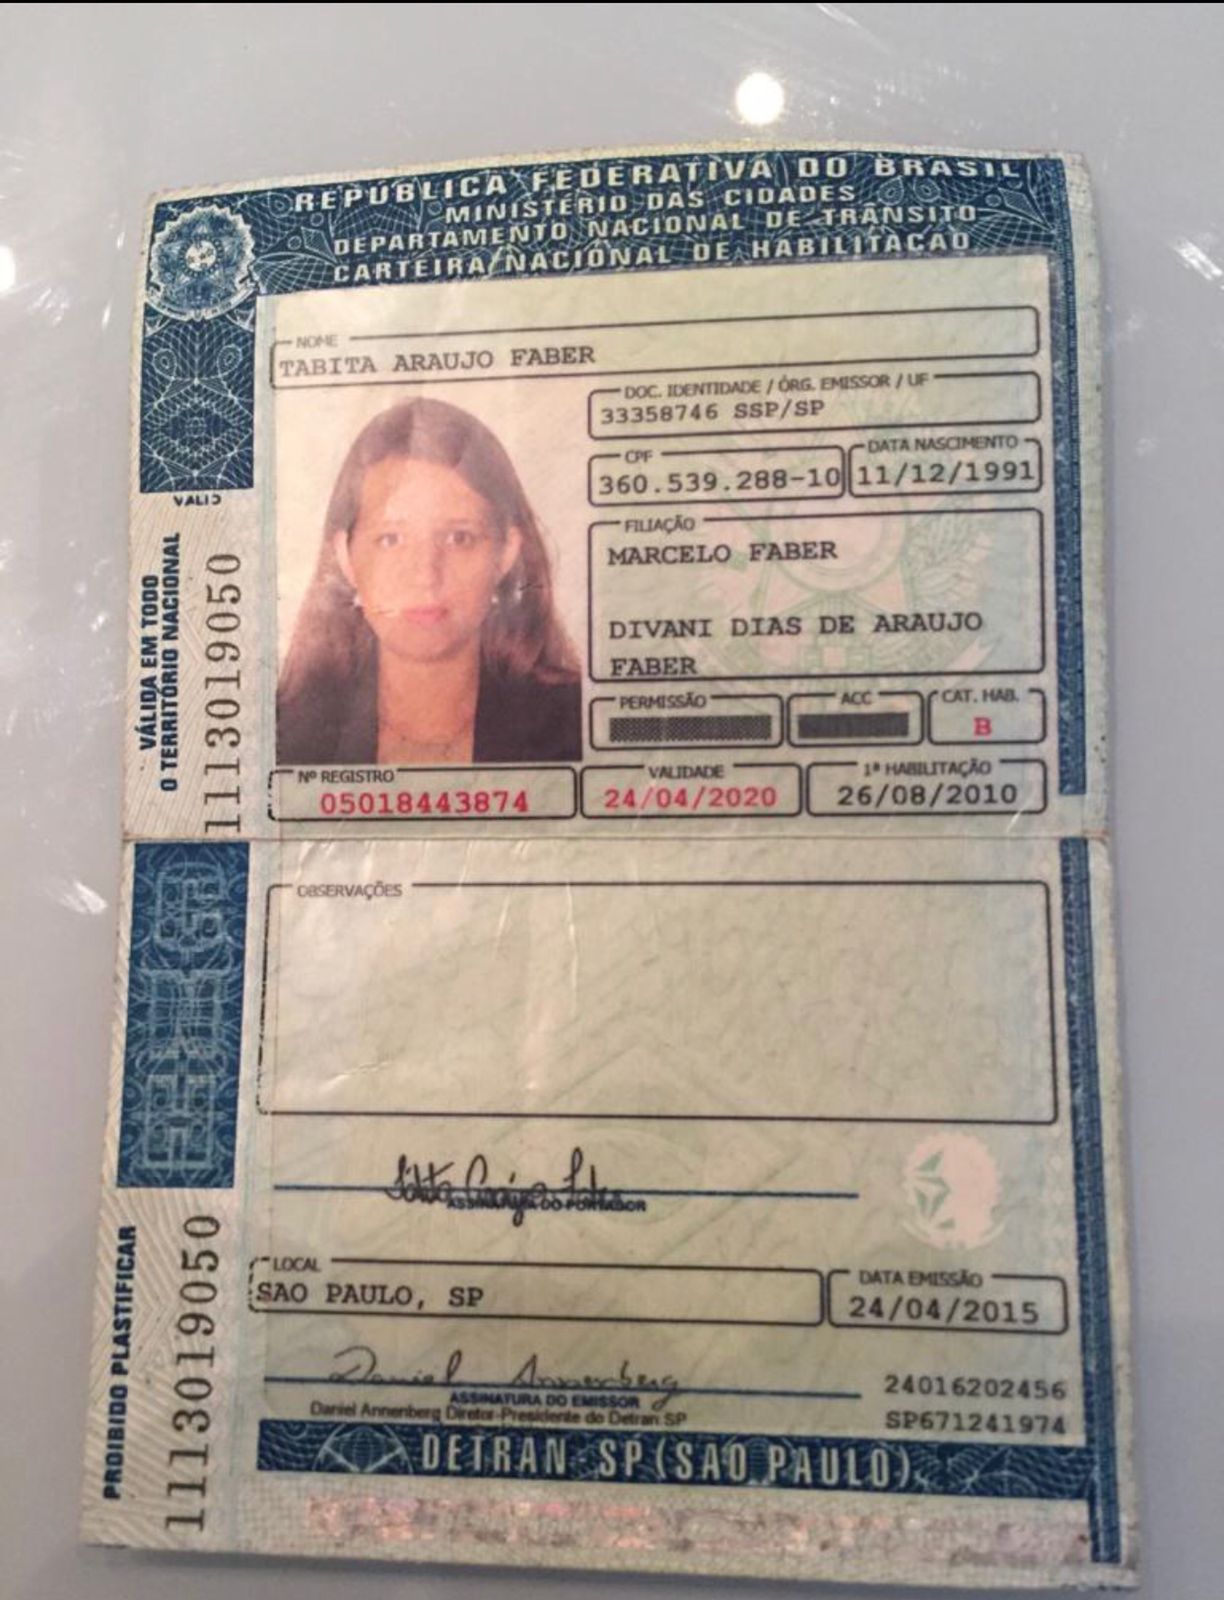 REPÚBLICA FEDERATIVA DO BRASIL
MINISTÉRIO DAS CIDADES
DEPARTAMENTO NACIONAL DE TRÂNSITO
CARTEIRA NACIONAL DE HABILITAÇÃO
NOME
TABITA ARAUJO FABER
DOC. IDENTIDADE / ÓRG. EMISSOR / UF
33358746 SSP/SP
CPF
360.539.288-10
DATA NASCIMENTO
11/12/1991
FILIAÇÃO
MARCELO FABER
DIVANI DIAS DE ARAUJO
FABER
PERMISSÃO
ACC
CAT. HAB.
B
Nº REGISTRO
05018443874
VALIDADE
24/04/2020
1ª HABILITAÇÃO
26/08/2010
VÁLIDA EM TODO
O TERRITÓRIO NACIONAL
1113019050
OBSERVAÇÕES
ASSINATURA DO PORTADOR
LOCAL
SAO PAULO, SP
DATA EMISSÃO
24/04/2015
Daniel Annenberg
ASSINATURA DO EMISSOR
Daniel Annenberg Diretor-Presidente do Detran SP
24016202456
SP671241974
DETRAN-SP (SAO PAULO)
PROIBIDO PLASTIFICAR
1113019050